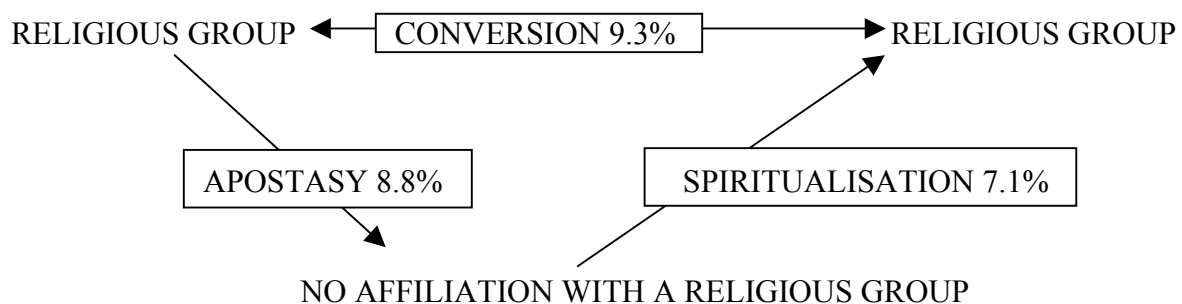 RELIGIOUS GROUP CONVERSION 9.3% RELIGIOUS GROUP
APOSTASY 8.8% SPIRITUALISATION 7.1%
NO AFFILIATION WITH A RELIGIOUS GROUP